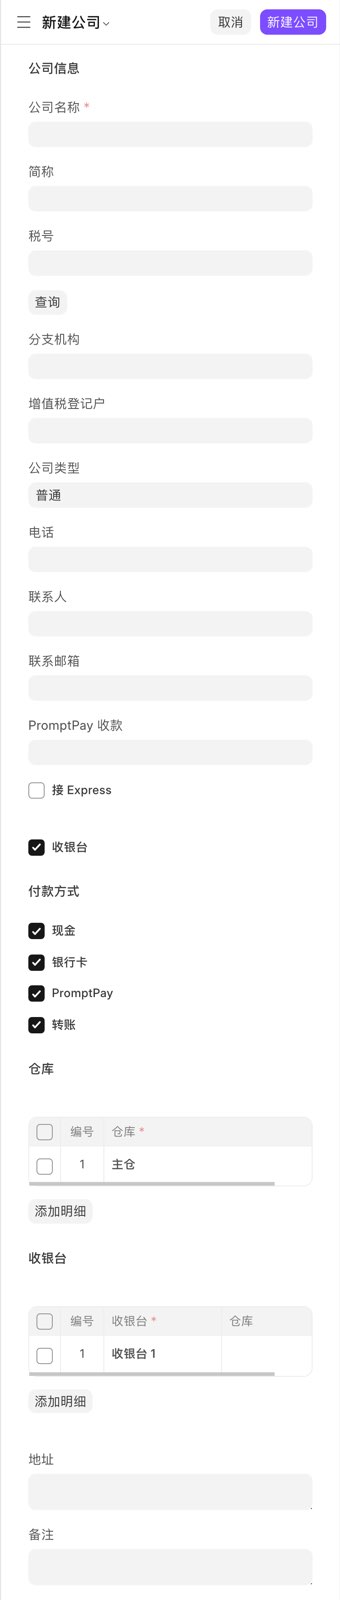 新建公司
取消
新建公司
公司信息
公司名称 *
简称
税号
查询
分支机构
增值税登记户
公司类型
普通
电话
联系人
联系邮箱
PromptPay 收款
接 Express
收银台
付款方式
现金
银行卡
PromptPay
转账
仓库
编号 仓库 *
1 主仓
添加明细
收银台
编号 收银台 * 仓库
1 收银台 1
添加明细
地址
备注